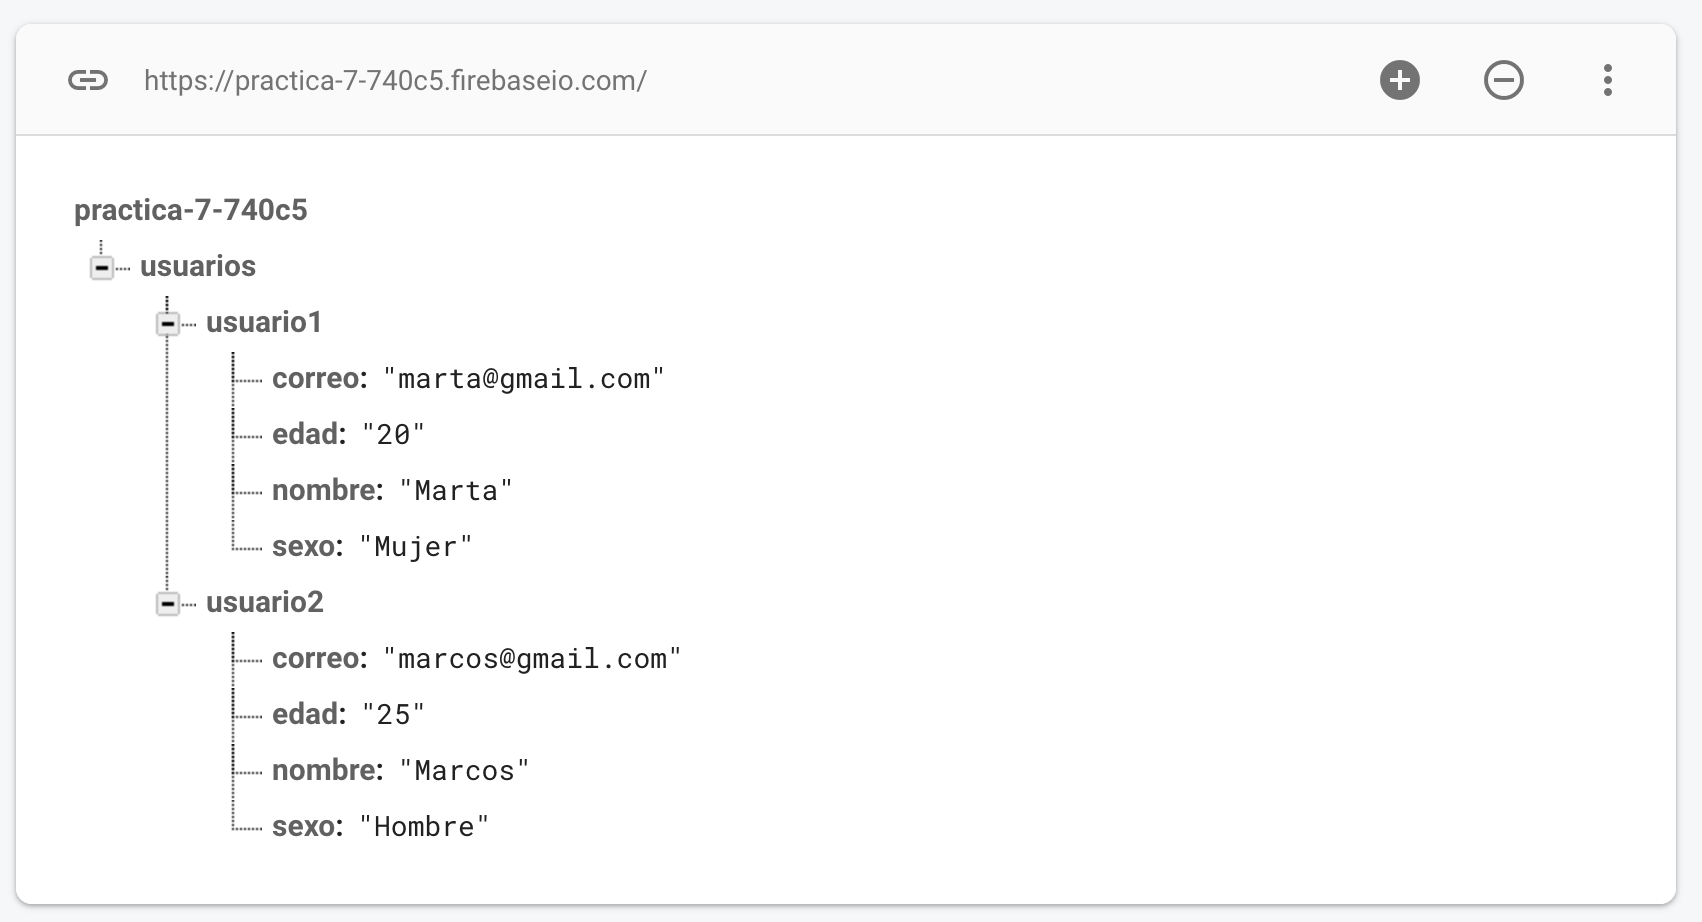 https://practica-7-740c5.firebaseio.com/
practica-7-740c5
usuarios
usuario1
correo: "marta@gmail.com"
edad: "20"
nombre: "Marta"
sexo: "Mujer"
usuario2
correo: "marcos@gmail.com"
edad: "25"
nombre: "Marcos"
sexo: "Hombre"